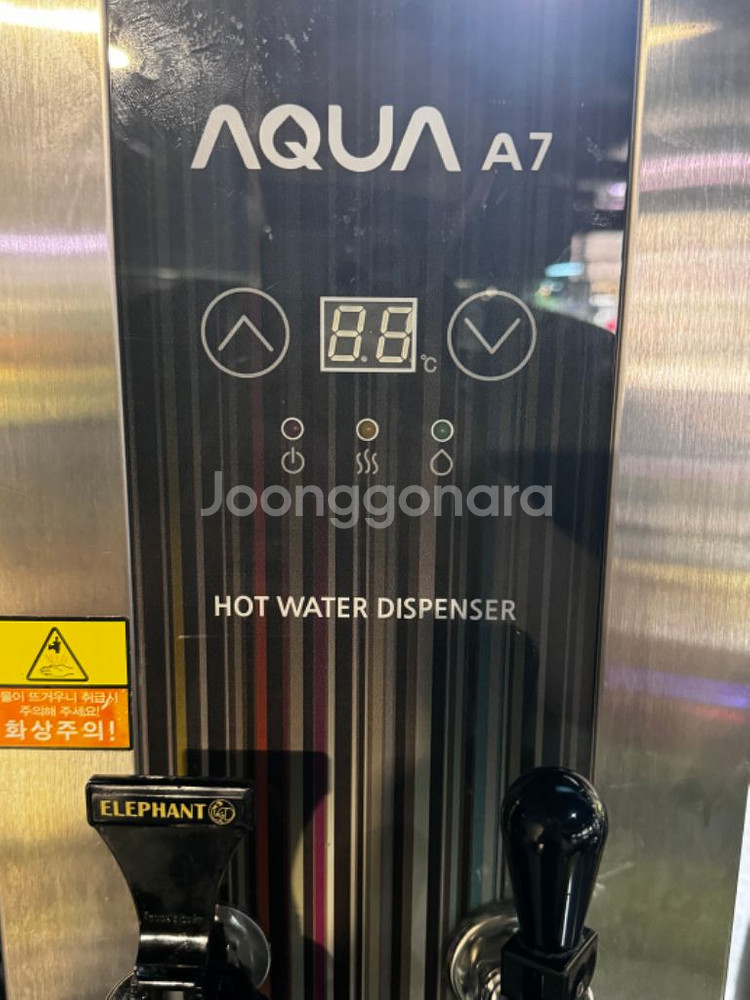 AQUA A7
88
°C
Joonggonara
HOT WATER DISPENSER
물이 뜨거우니 취급시
주의해 주세요!
화상주의!
ELEPHANT